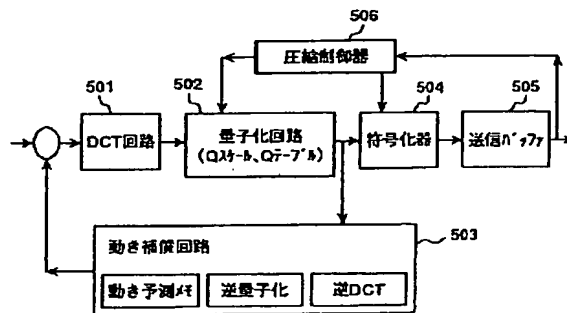 506
圧縮制御器
501
502
504
505
DCT回路
量子化回路
(Qスケール、Qテーブル)
符号化器
送信バッファ
503
動き補償回路
動き予測メモ
逆量子化
逆DCT